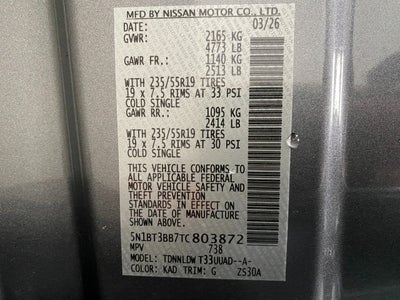 MFD BY NISSAN MOTOR CO., LTD.
DATE: 03/26
GVWR: 2165 KG
4773 LB
GAWR FR.: 1140 KG
2513 LB
WITH 235/55R19 TIRES
19 x 7.5 RIMS AT 33 PSI
COLD SINGLE
GAWR RR.: 1095 KG
2414 LB
WITH 235/55R19 TIRES
19 x 7.5 RIMS AT 30 PSI
COLD SINGLE
THIS VEHICLE CONFORMS TO
ALL APPLICABLE FEDERAL
MOTOR VEHICLE SAFETY
STANDARDS IN EFFECT ON
THE DATE OF MANUFACTURE
SHOWN ABOVE.
5N1BT3BB7TC803872
MPV 738
MODEL: TDNNLDW T33UUAD--A-
COLOR: KAD TRIM: G ZS30A